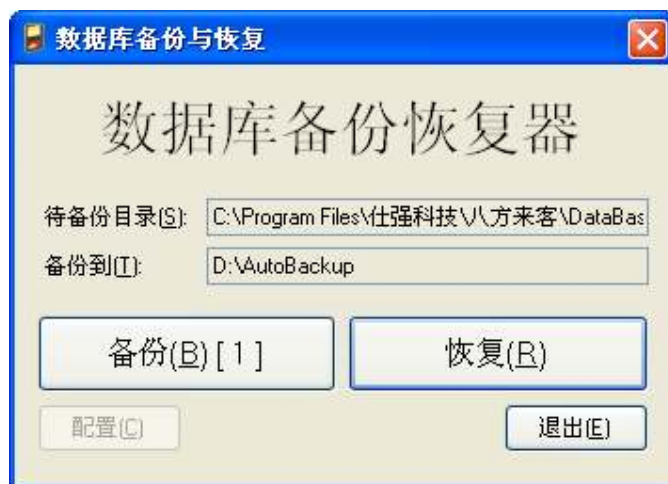 数据库备份与恢复
数据库备份恢复器
待备份目录(S): C:\Program Files\仕强科技\八方来客\DataBas
备份到(T): D:\AutoBackup
备份(B) [ 1 ] 恢复(R)
配置(C) 退出(E)